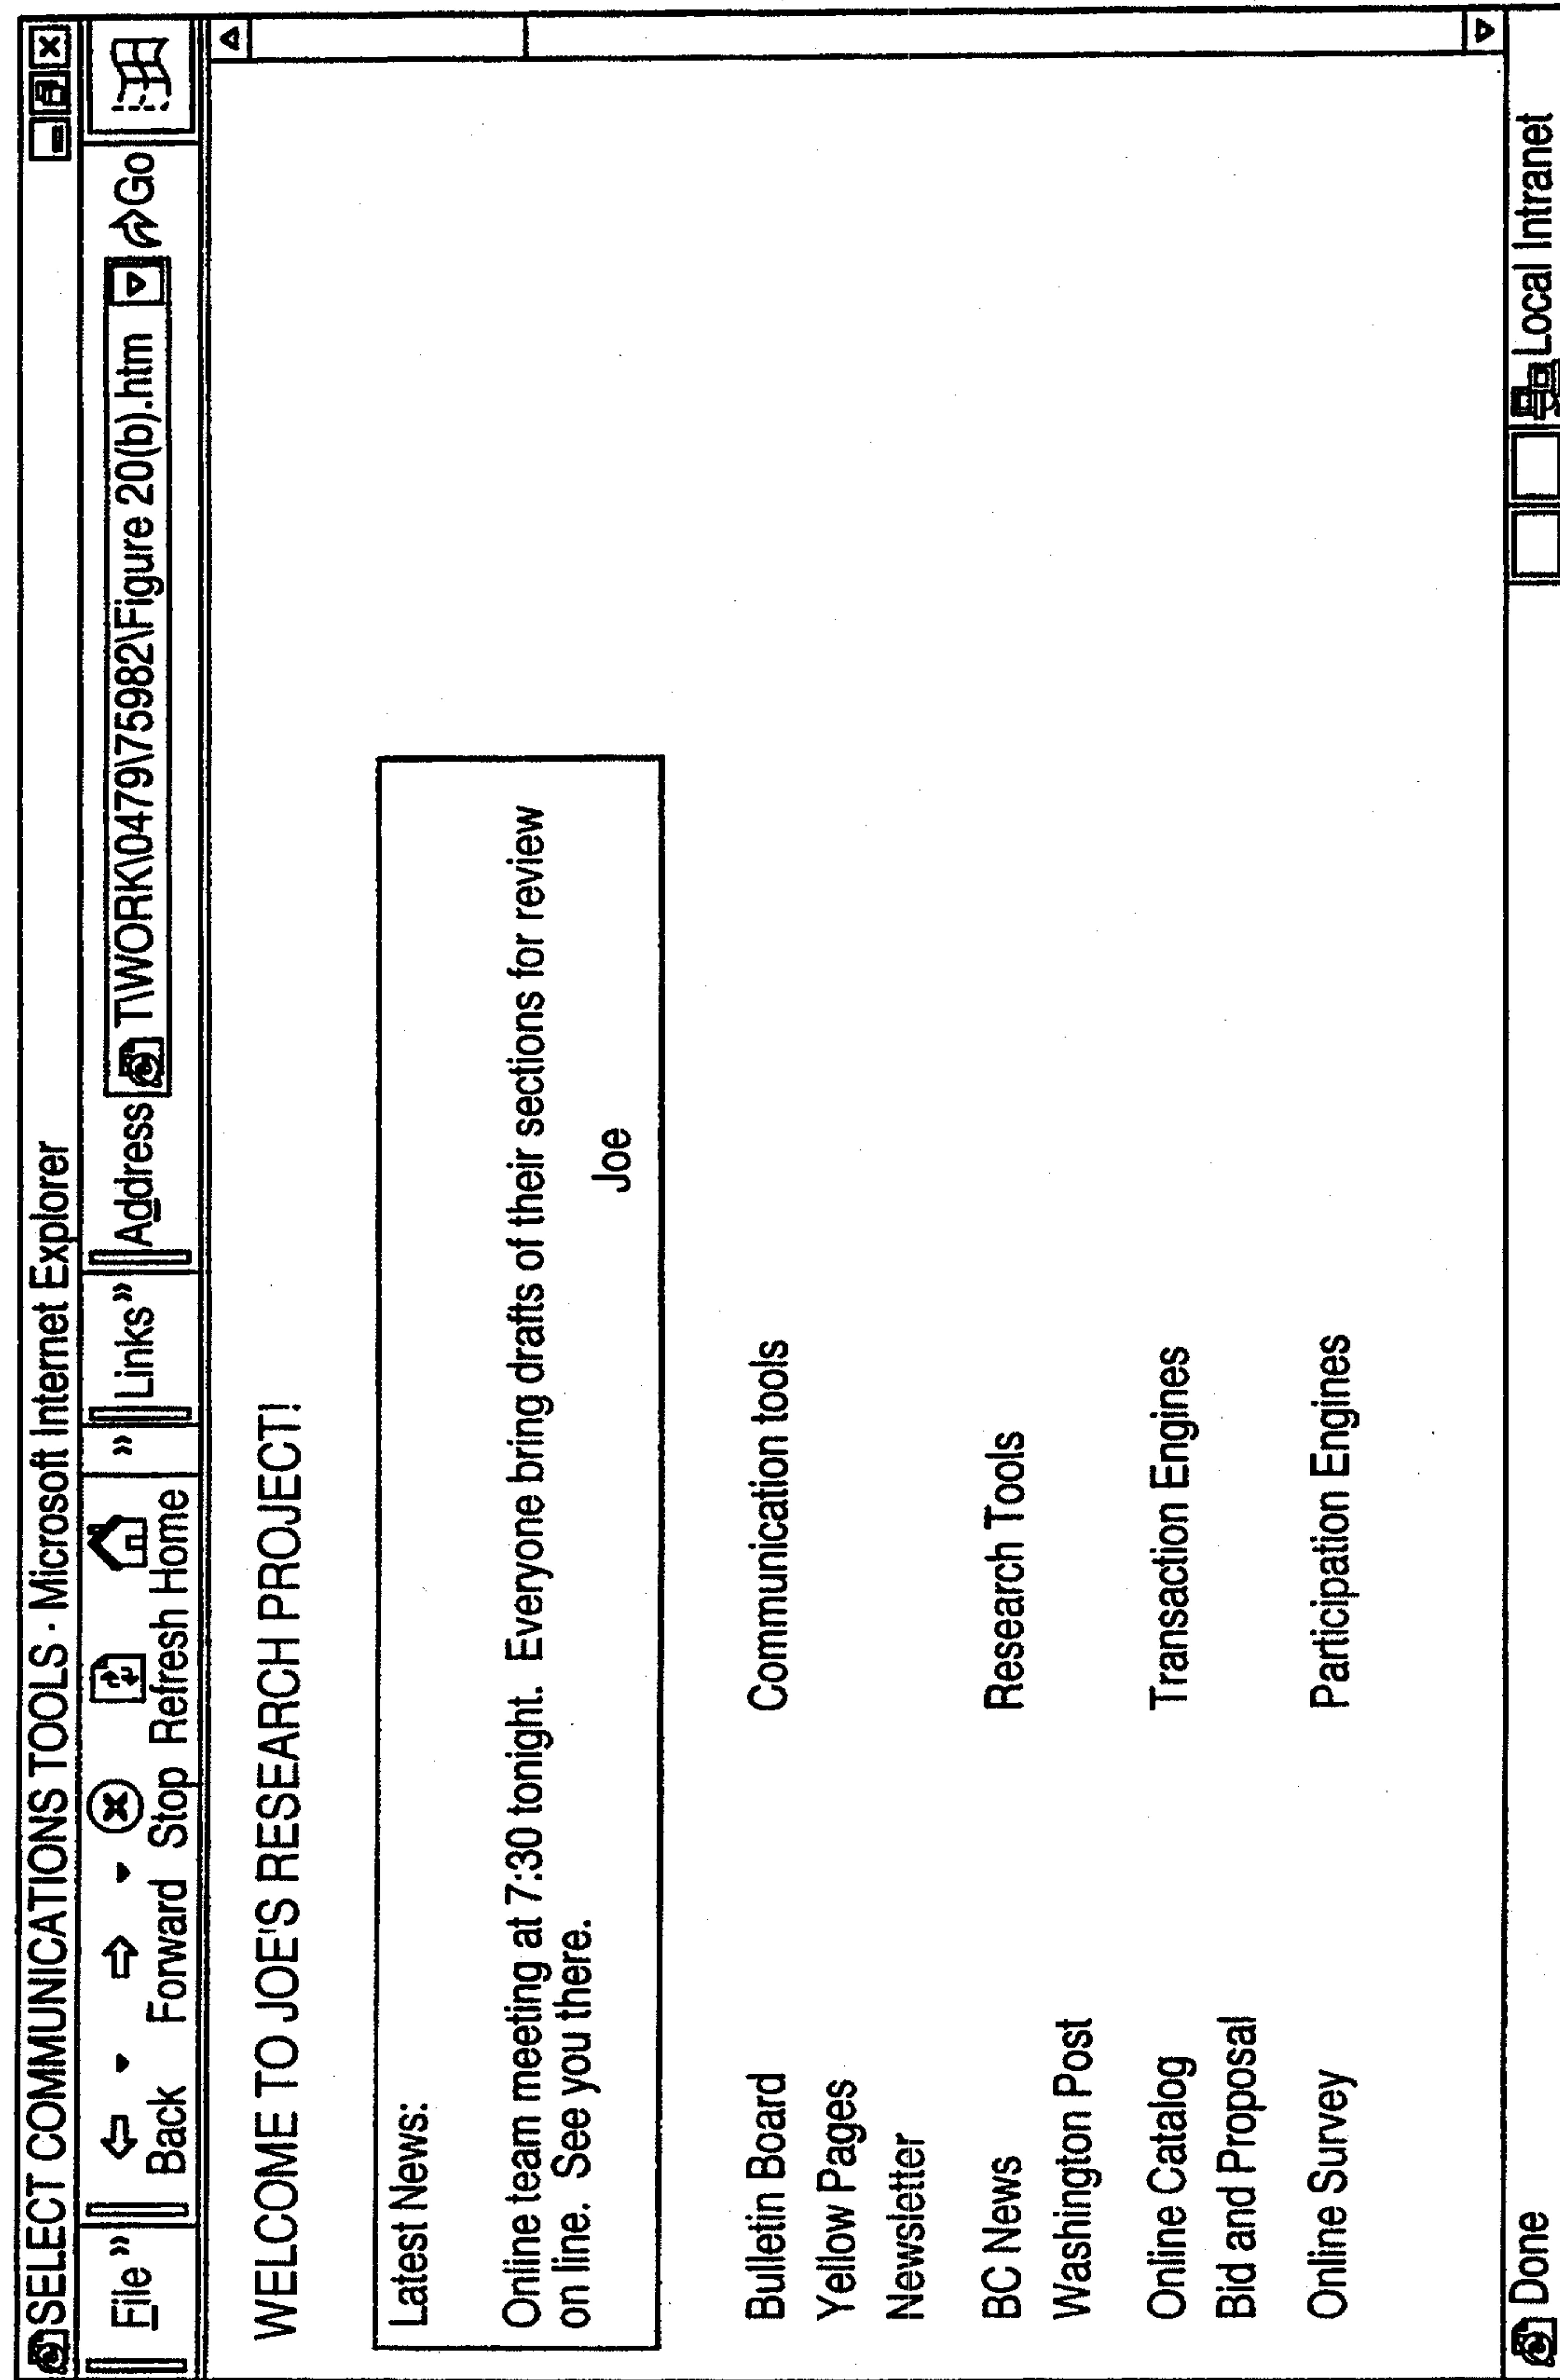 SELECT COMMUNICATIONS TOOLS - Microsoft Internet Explorer
File » Back Forward Stop Refresh Home » Links » Address T\WORK\0479\75982\Figure 20(b).htm Go
WELCOME TO JOE'S RESEARCH PROJECT!
Latest News:
Online team meeting at 7:30 tonight. Everyone bring drafts of their sections for review
on line. See you there.
Joe
Bulletin Board Communication tools
Yellow Pages
Newsletter
BC News Research Tools
Washington Post
Online Catalog Transaction Engines
Bid and Proposal
Online Survey Participation Engines
Done Local Intranet